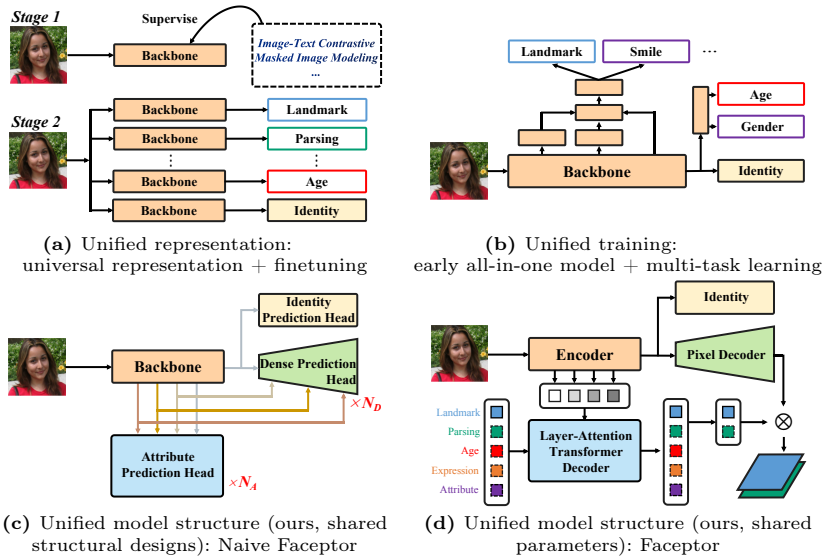 Stage 1
Supervise
Backbone
Image-Text Contrastive
Masked Image Modeling
...
Stage 2
Backbone
Landmark
Backbone
Parsing
Backbone
Age
Backbone
Identity
(a) Unified representation:
universal representation + finetuning
Landmark
Smile
...
Age
Gender
Backbone
Identity
(b) Unified training:
early all-in-one model + multi-task learning
Identity
Prediction Head
Backbone
Dense Prediction
Head
×N_D
Attribute
Prediction Head
×N_A
(c) Unified model structure (ours, shared
structural designs): Naive Faceptor
Identity
Encoder
Pixel Decoder
Landmark
Parsing
Age
Expression
Attribute
Layer-Attention
Transformer
Decoder
(d) Unified model structure (ours, shared
parameters): Faceptor